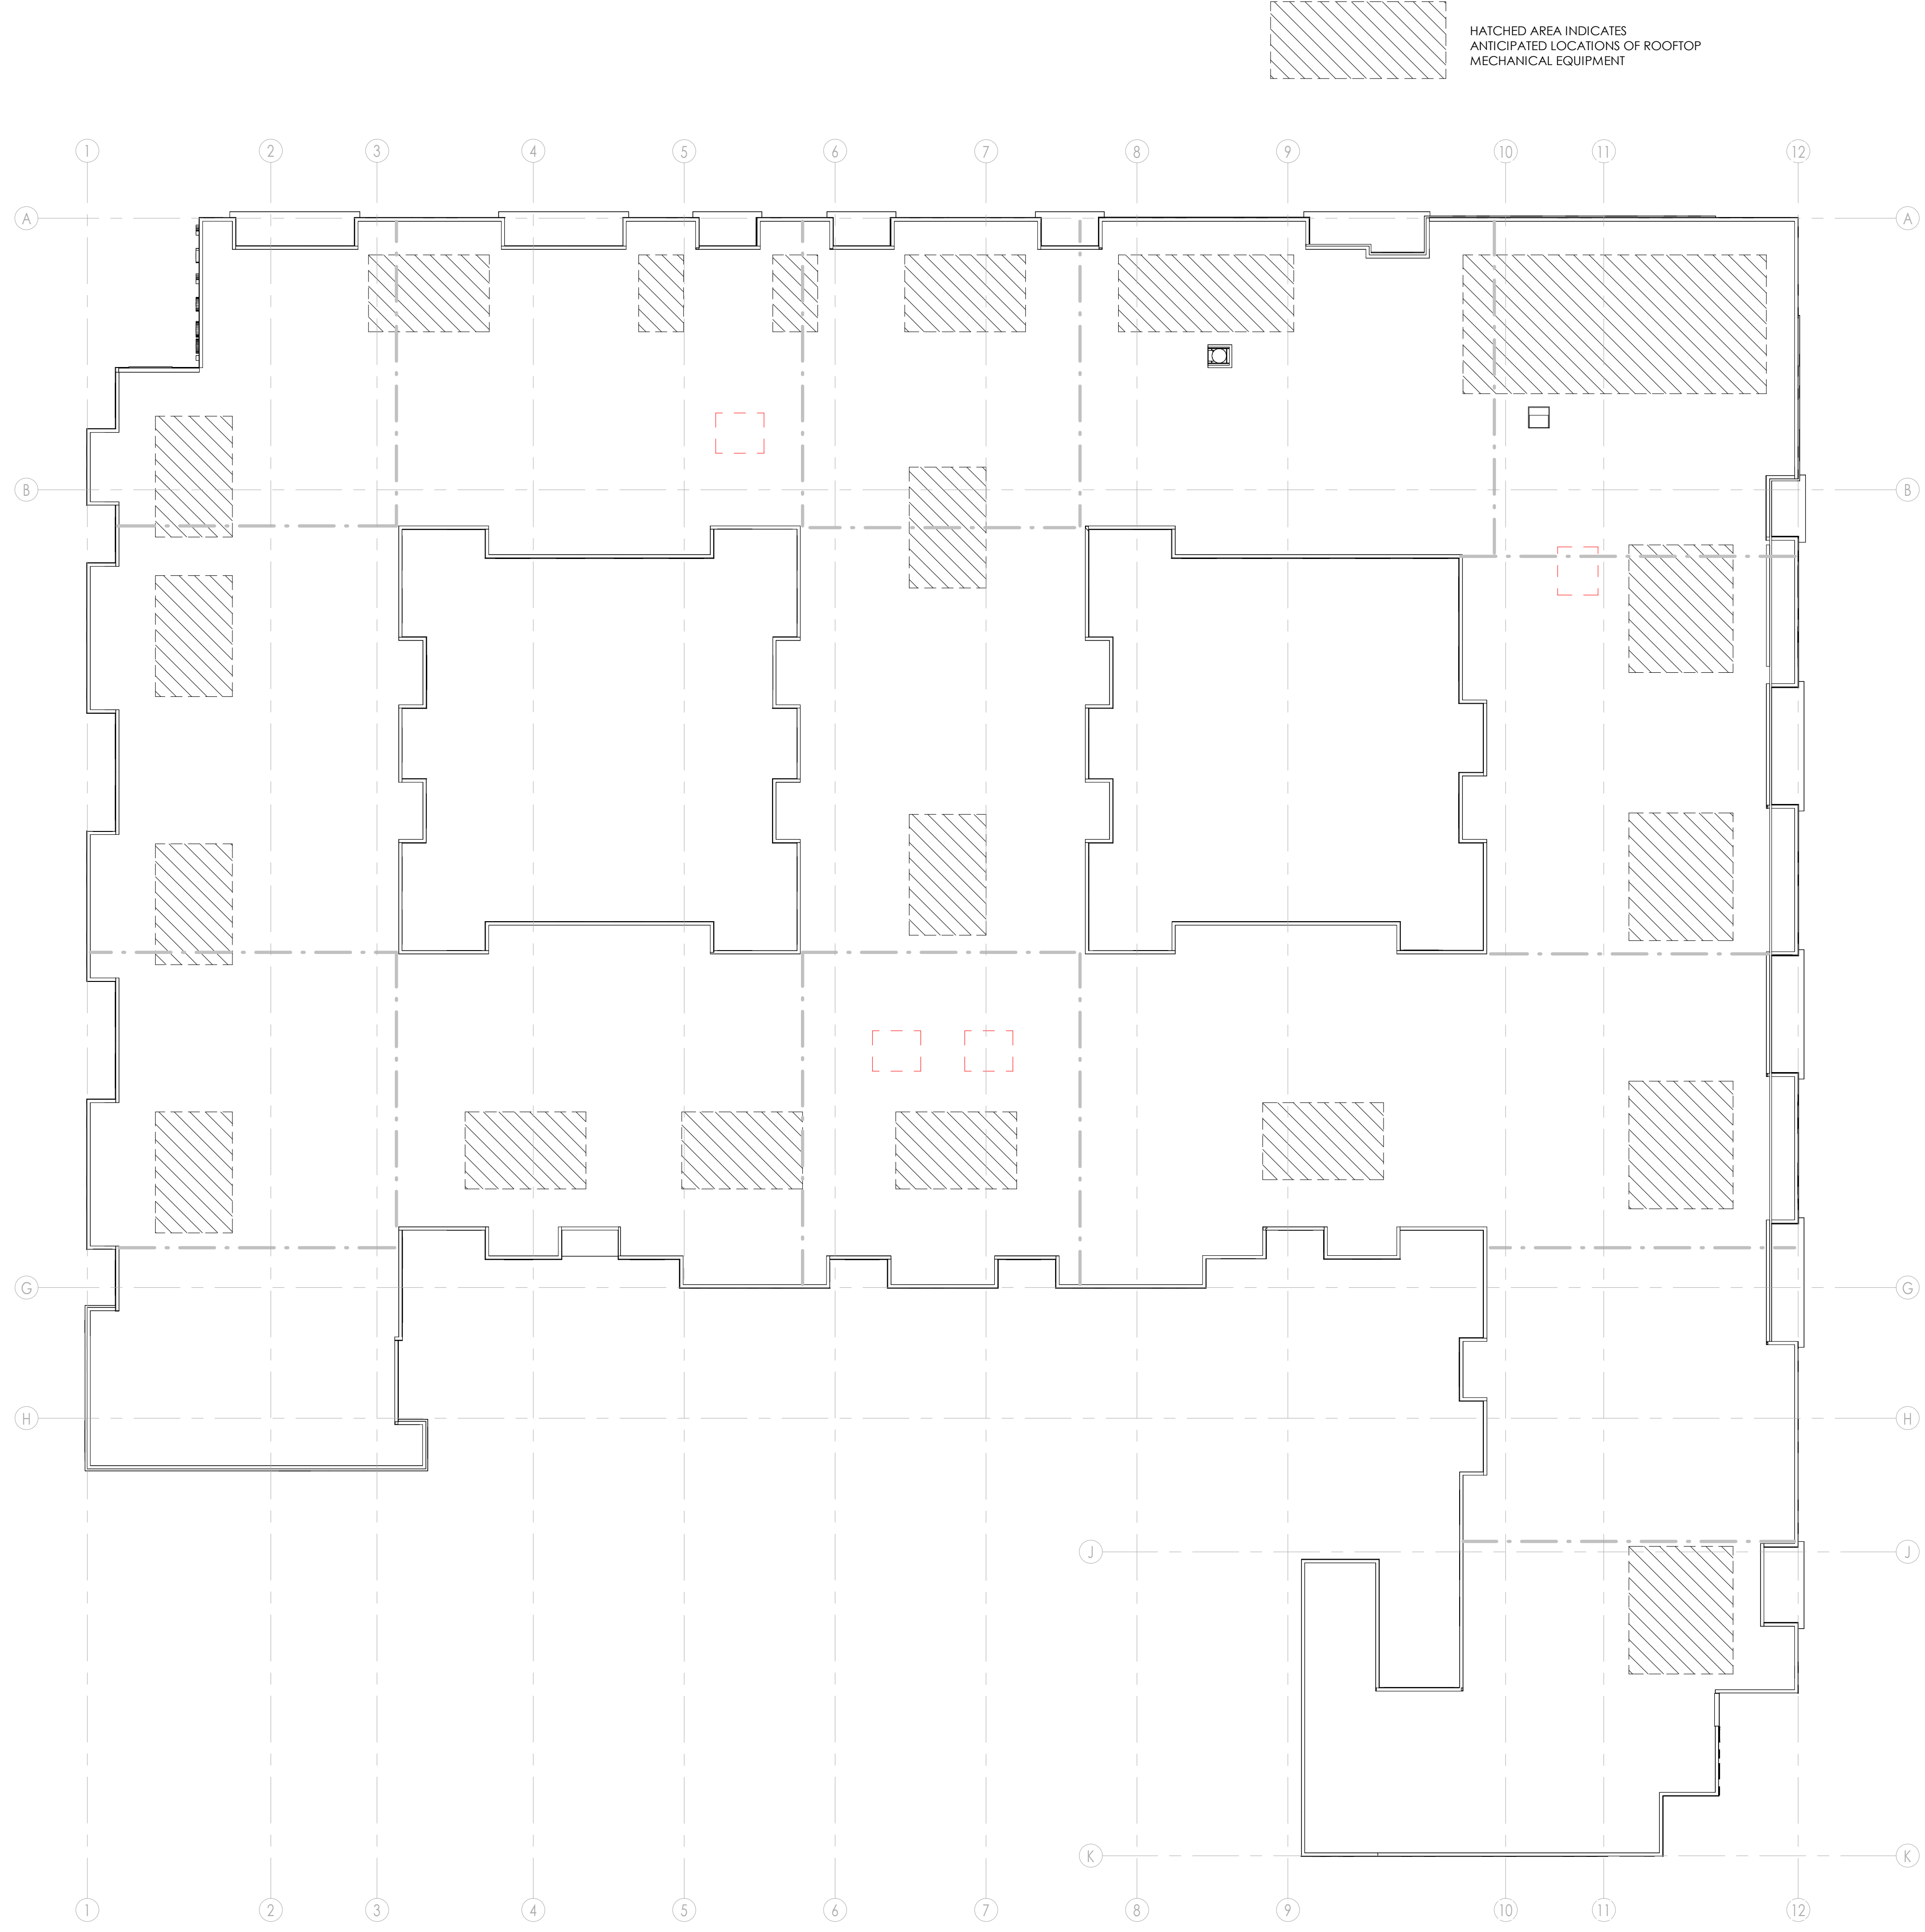 HATCHED AREA INDICATES
ANTICIPATED LOCATIONS OF ROOFTOP
MECHANICAL EQUIPMENT
1 2 3 4 5 6 7 8 9 10 11 12
A A
B B
G G
H H
J J
K K
1 2 3 4 5 6 7 8 9 10 11 12